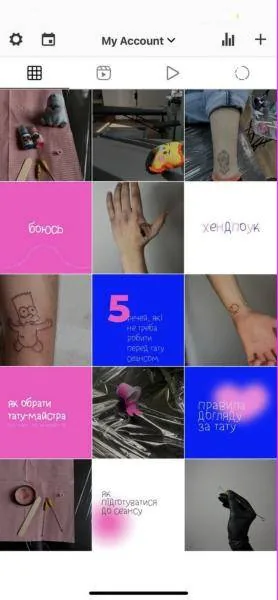 My Account
боюсь
хендпоук
5 речей, які
не треба
робити
перед тату
сеансом
як обрати
тату-майстра
правила
догляду
за тату
як
підготуватися
до сеансу